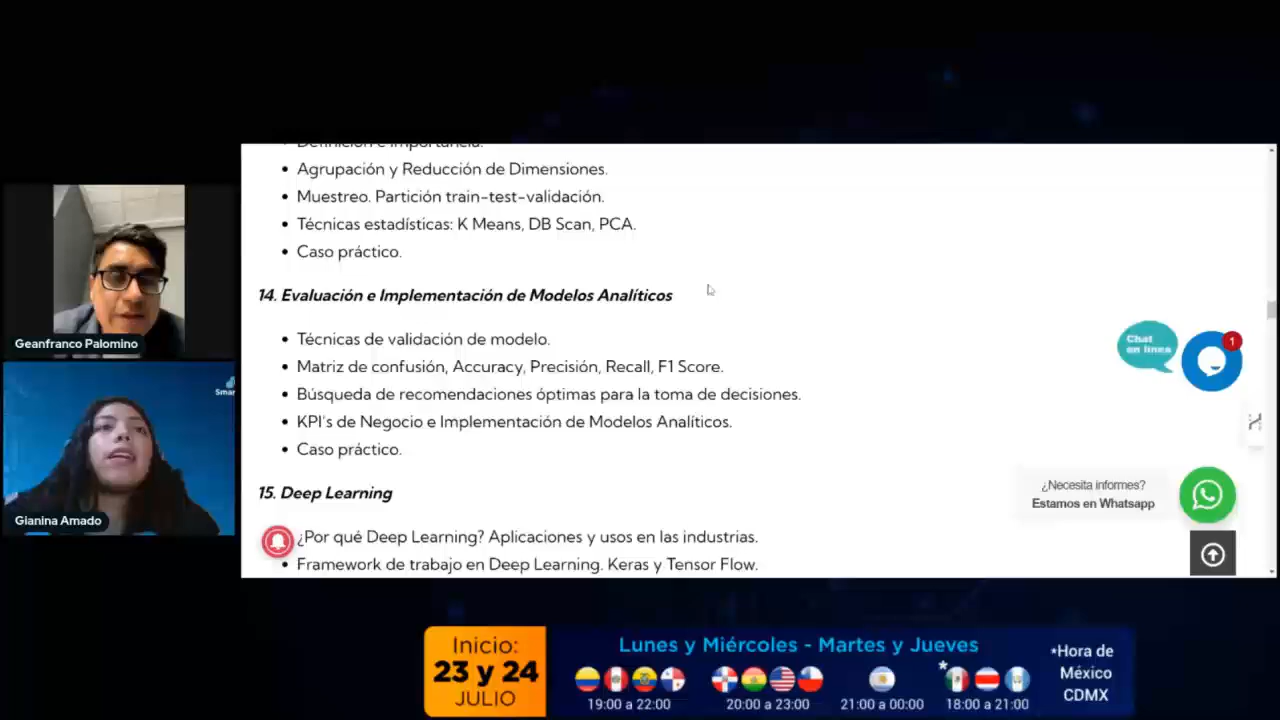 Definición e importancia.
Agrupación y Reducción de Dimensiones.
Muestreo. Partición train-test-validación.
Técnicas estadísticas: K Means, DB Scan, PCA.
Caso práctico.
14. Evaluación e Implementación de Modelos Analíticos
Técnicas de validación de modelo.
Matriz de confusión, Accuracy, Precisión, Recall, F1 Score.
Búsqueda de recomendaciones óptimas para la toma de decisiones.
KPI's de Negocio e Implementación de Modelos Analíticos.
Caso práctico.
15. Deep Learning
¿Por qué Deep Learning? Aplicaciones y usos en las industrias.
Framework de trabajo en Deep Learning. Keras y Tensor Flow.
Geanfranco Palomino
Smar
Gianina Amado
Chat
en línea
1
¿Necesita informes?
Estamos en Whatsapp
Inicio:
23 y 24
JULIO
Lunes y Miércoles - Martes y Jueves
19:00 a 22:00
20:00 a 23:00
21:00 a 00:00
*
18:00 a 21:00
*Hora de
México
CDMX